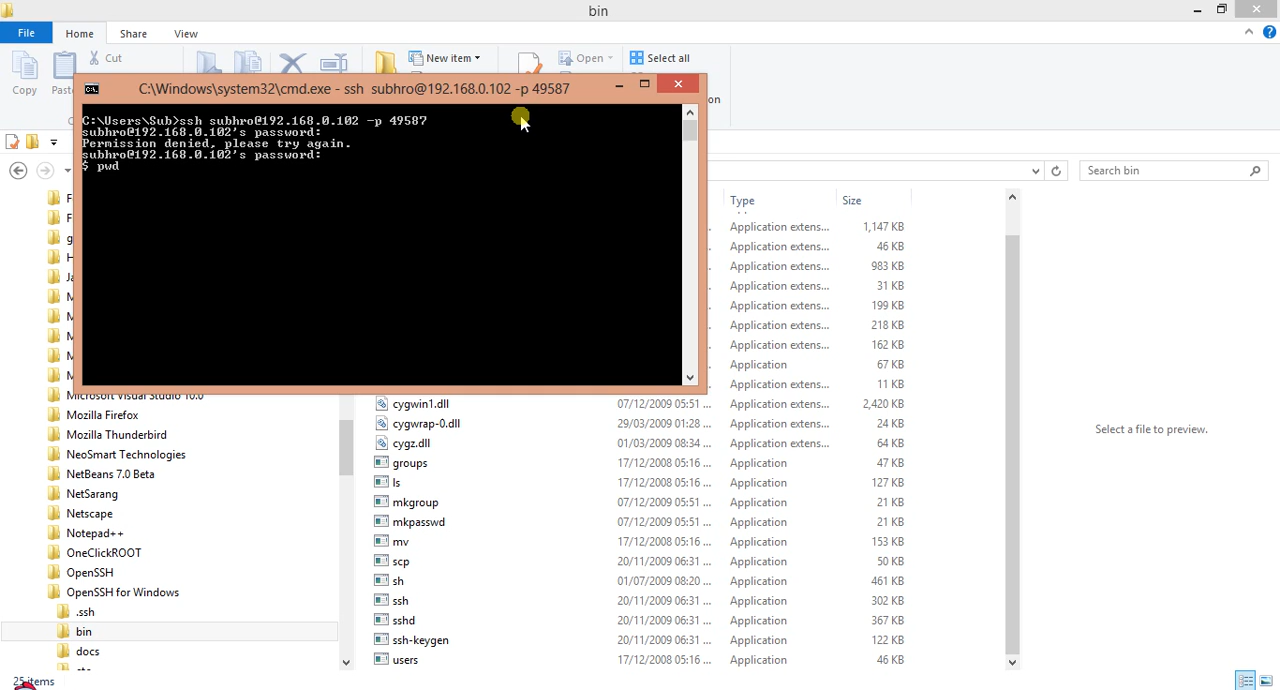 bin
File Home Share View
Copy
Cut
New item
Open
Select all
C:\Windows\system32\cmd.exe - ssh subhro@192.168.0.102 -p 49587
C:\Users\Sub>ssh subhro@192.168.0.102 -p 49587
subhro@192.168.0.102's password:
Permission denied, please try again.
subhro@192.168.0.102's password:
$ pwd
Search bin
Type Size
Application extens... 1,147 KB
Application extens... 46 KB
Application extens... 983 KB
Application extens... 31 KB
Application extens... 199 KB
Application extens... 218 KB
Application extens... 162 KB
Application 67 KB
Application extens... 11 KB
cygwin1.dll 07/12/2009 05:51 ... Application extens... 2,420 KB
cygwrap-0.dll 29/03/2009 01:28 ... Application extens... 24 KB
cygz.dll 01/03/2009 08:34 ... Application extens... 64 KB
groups 17/12/2008 05:16 ... Application 47 KB
ls 17/12/2008 05:16 ... Application 127 KB
mkgroup 07/12/2009 05:51 ... Application 21 KB
mkpasswd 07/12/2009 05:51 ... Application 21 KB
mv 17/12/2008 05:16 ... Application 153 KB
scp 20/11/2009 06:31 ... Application 50 KB
sh 01/07/2009 08:20 ... Application 461 KB
ssh 20/11/2009 06:31 ... Application 302 KB
sshd 20/11/2009 06:31 ... Application 367 KB
ssh-keygen 20/11/2009 06:31 ... Application 122 KB
users 17/12/2008 05:16 ... Application 46 KB
Microsoft Visual Studio 10.0
Mozilla Firefox
Mozilla Thunderbird
NeoSmart Technologies
NetBeans 7.0 Beta
NetSarang
Netscape
Notepad++
OneClickROOT
OpenSSH
OpenSSH for Windows
.ssh
bin
docs
Select a file to preview.
25 items